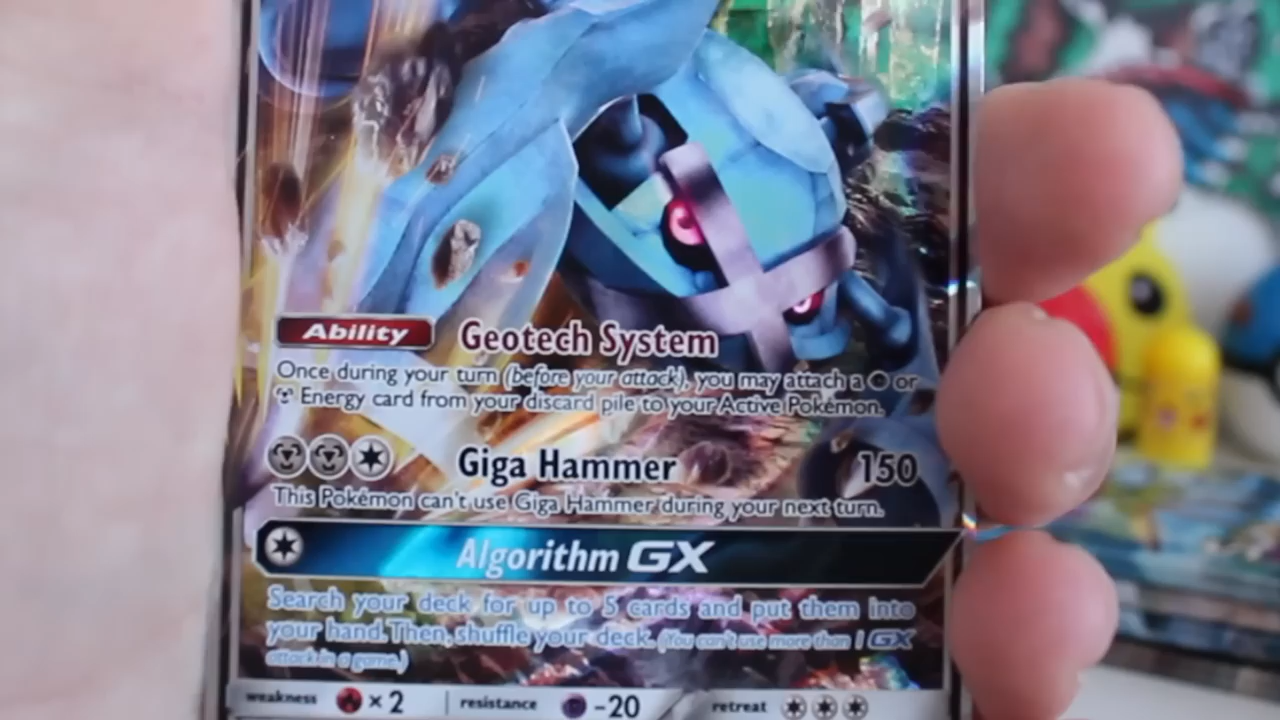 Ability Geotech System
Once during your turn (before your attack), you may attach a or
Energy card from your discard pile to your Active Pokémon.
Giga Hammer 150
This Pokémon can't use Giga Hammer during your next turn.
Algorithm GX
Search your deck for up to 5 cards and put them into
your hand. Then, shuffle your deck. (You can't use more than 1 GX
attack in a game.)
weakness ×2 resistance -20 retreat